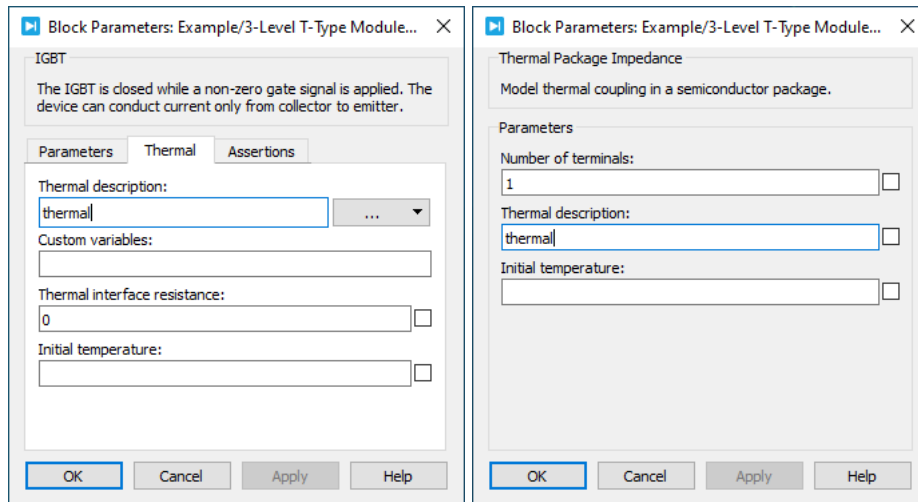 Block Parameters: Example/3-Level T-Type Module...
IGBT
The IGBT is closed while a non-zero gate signal is applied. The
device can conduct current only from collector to emitter.
Parameters
Thermal
Assertions
Thermal description:
thermal
...
Custom variables:
Thermal interface resistance:
0
Initial temperature:
OK
Cancel
Apply
Help
Block Parameters: Example/3-Level T-Type Module...
Thermal Package Impedance
Model thermal coupling in a semiconductor package.
Parameters
Number of terminals:
1
Thermal description:
thermal
Initial temperature:
OK
Cancel
Apply
Help